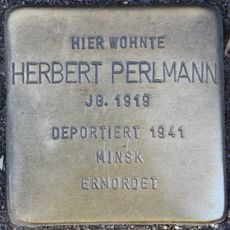 HIER WOHNTE
HERBERT PERLMANN
JG. 1919
DEPORTIERT 1941
MINSK
ERMORDET